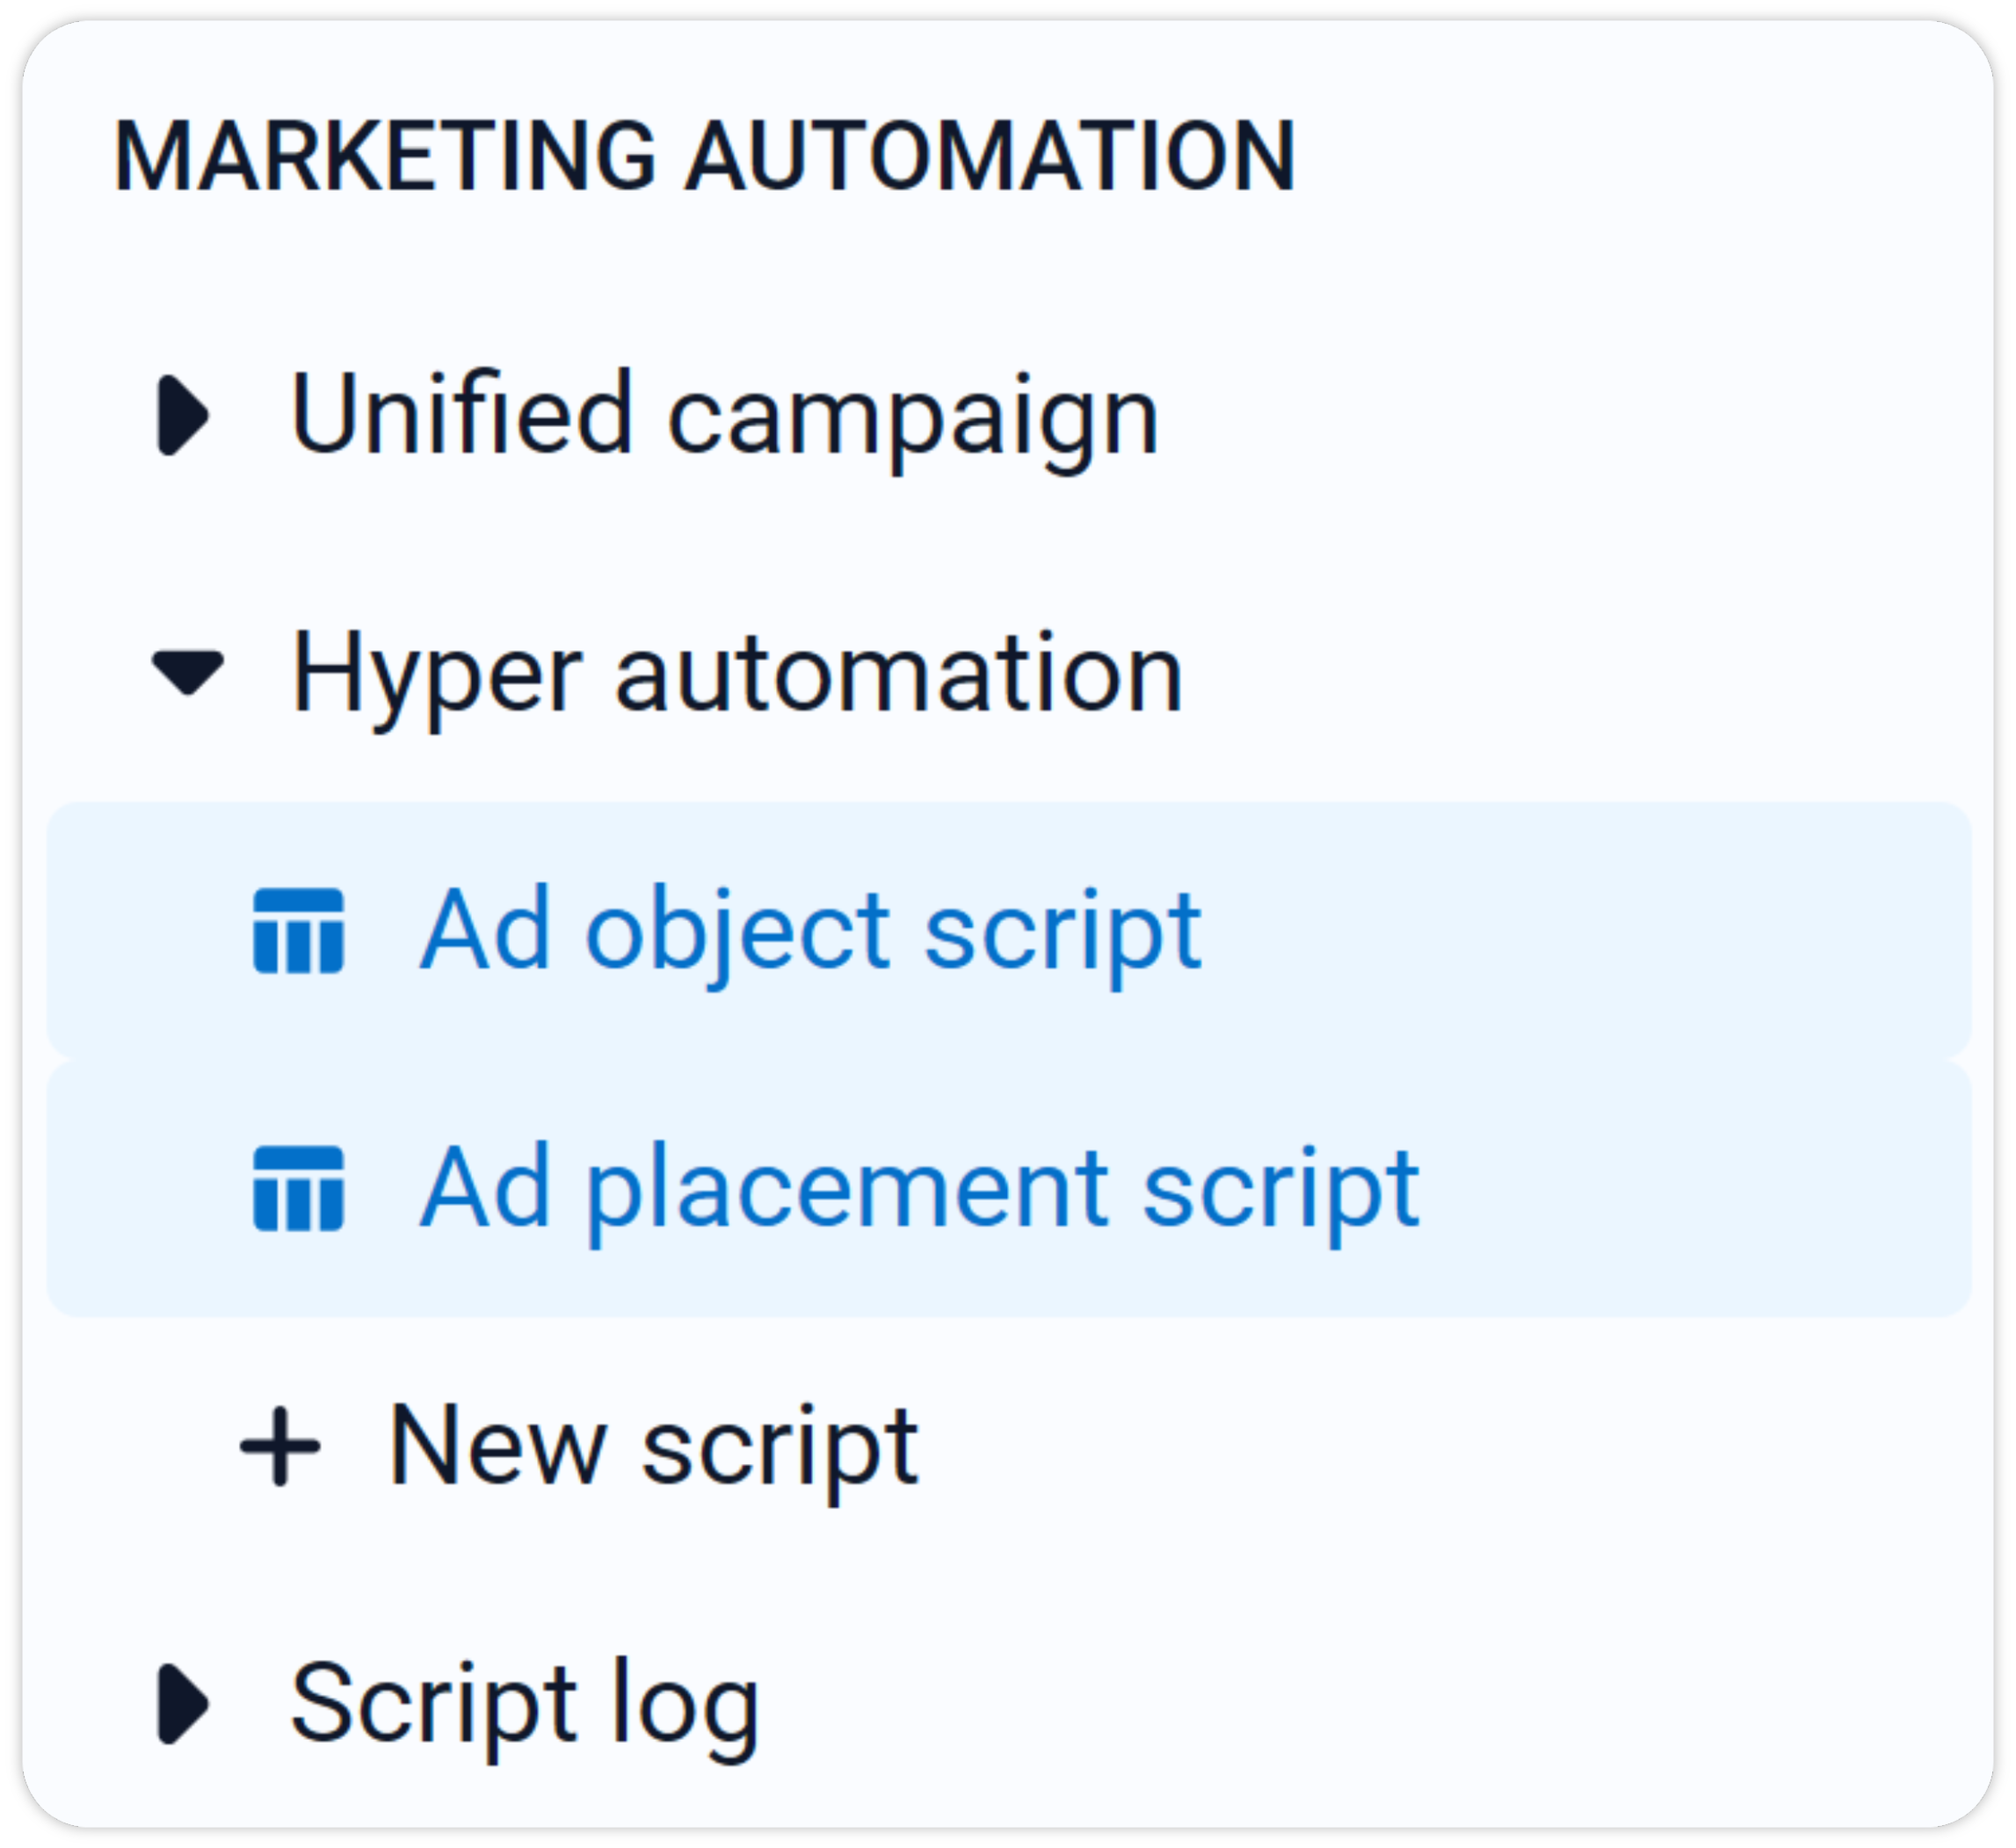 MARKETING AUTOMATION
Unified campaign
Hyper automation
Ad object script
Ad placement script
New script
Script log